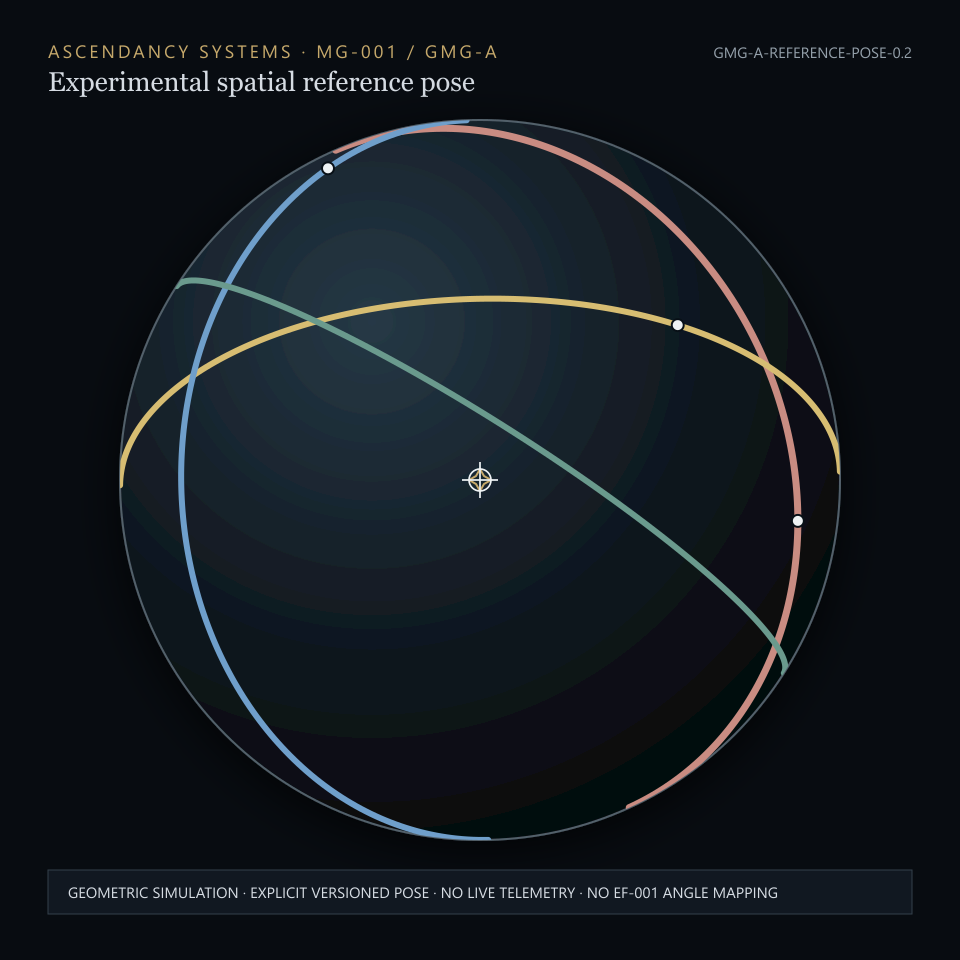 ASCENDANCY SYSTEMS · MG-001 / GMG-A
GMG-A-REFERENCE-POSE-0.2
Experimental spatial reference pose
GEOMETRIC SIMULATION · EXPLICIT VERSIONED POSE · NO LIVE TELEMETRY · NO EF-001 ANGLE MAPPING